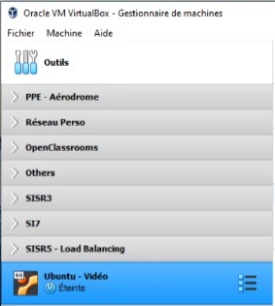 Oracle VM VirtualBox - Gestionnaire de machines
Fichier Machine Aide
Outils
PPE - Aérodrome
Réseau Perso
OpenClassrooms
Others
SISR3
SI7
SISR5 - Load Balancing
Ubuntu - Vidéo
Éteinte